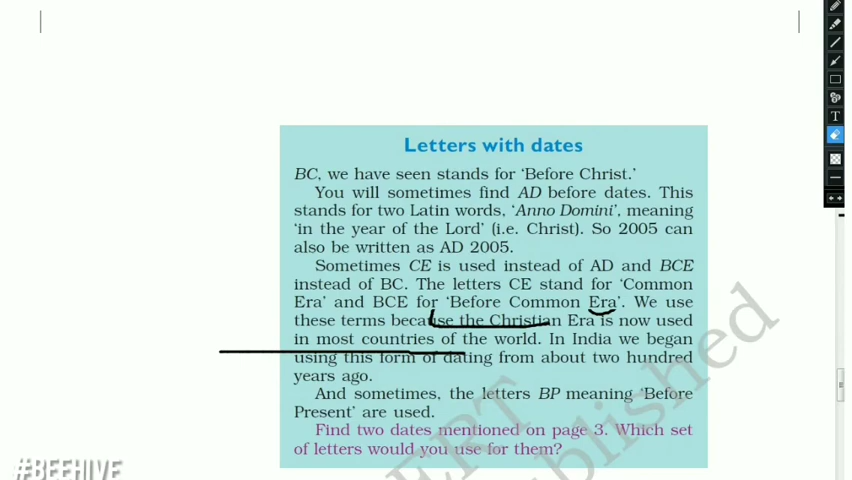 Letters with dates
BC, we have seen stands for ‘Before Christ.’
You will sometimes find AD before dates. This
stands for two Latin words, ‘Anno Domini’, meaning
‘in the year of the Lord’ (i.e. Christ). So 2005 can
also be written as AD 2005.
Sometimes CE is used instead of AD and BCE
instead of BC. The letters CE stand for ‘Common
Era’ and BCE for ‘Before Common Era’. We use
these terms because the Christian Era is now used
in most countries of the world. In India we began
using this form of dating from about two hundred
years ago.
And sometimes, the letters BP meaning ‘Before
Present’ are used.
Find two dates mentioned on page 3. Which set
of letters would you use for them?
#BEEHIVE
T